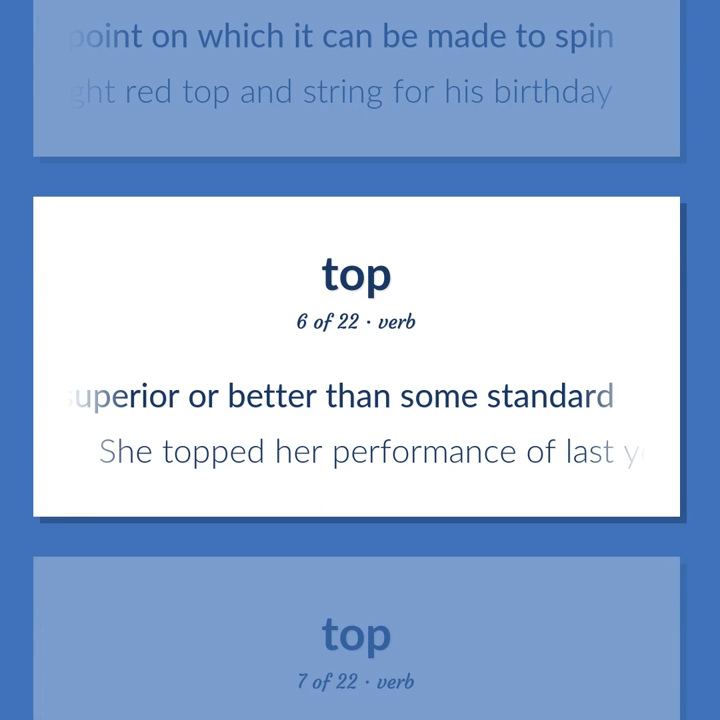 point on which it can be made to spin
red top and string for his birthday
top
6 of 22 · verb
superior or better than some standard
She topped her performance of last
top
7 of 22 · verb